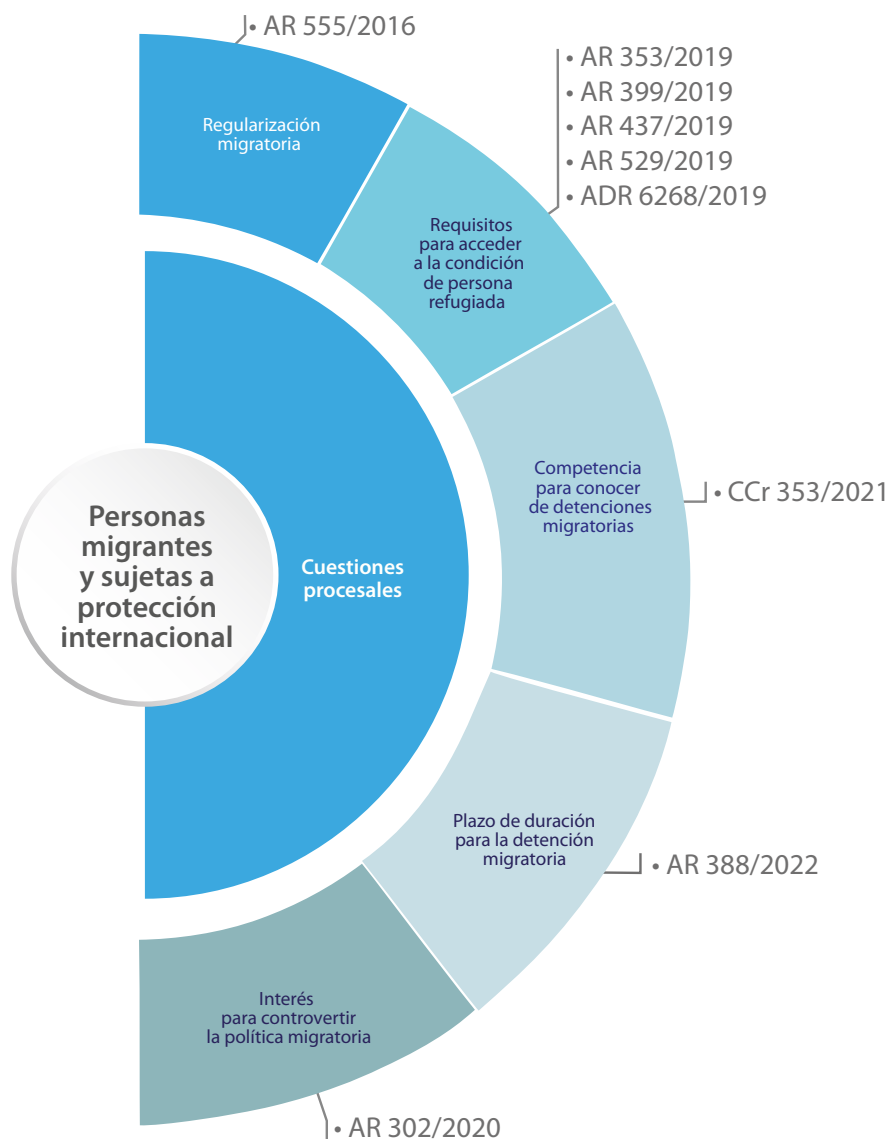 • AR 555/2016
Regularización
migratoria
• AR 353/2019
• AR 399/2019
• AR 437/2019
• AR 529/2019
• ADR 6268/2019
Requisitos
para acceder
a la condición
de persona
refugiada
Competencia
para conocer
de detenciones
migratorias
• CCr 353/2021
Personas
migrantes
y sujetas a
protección
internacional
Cuestiones
procesales
Plazo de duración
para la detención
migratoria
• AR 388/2022
Interés
para controvertir
la política migratoria
• AR 302/2020